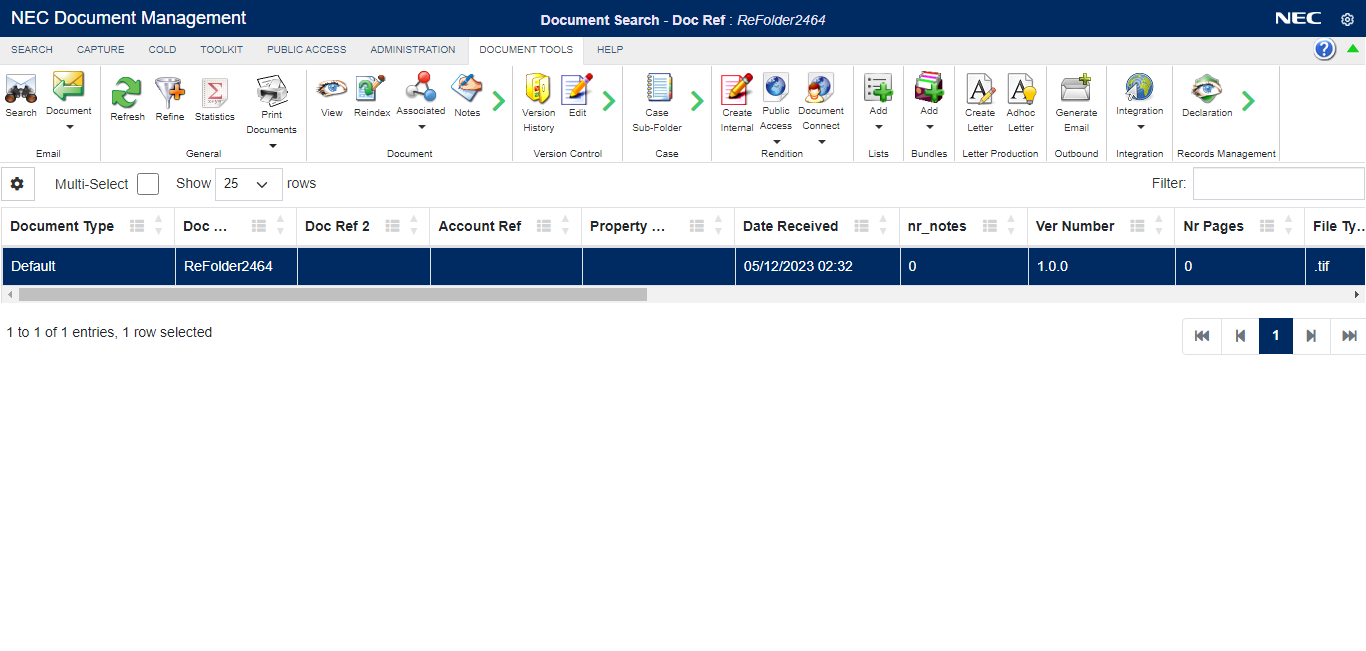 NEC Document Management
Document Search - Doc Ref : ReFolder2464
NEC
SEARCH CAPTURE COLD TOOLKIT PUBLIC ACCESS ADMINISTRATION DOCUMENT TOOLS HELP
?
Search Document Refresh Refine Statistics Print Documents View Reindex Associated Notes Version History Edit Case Sub-Folder Create Internal Public Access Document Connect Add Add Create Letter Adhoc Letter Generate Email Integration Declaration
Email General Document Version Control Case Rendition Lists Bundles Letter Production Outbound Integration Records Management
Multi-Select Show 25 rows Filter:
Document Type Doc ... Doc Ref 2 Account Ref Property ... Date Received nr_notes Ver Number Nr Pages File Ty...
Default ReFolder2464 05/12/2023 02:32 0 1.0.0 0 .tif
1 to 1 of 1 entries, 1 row selected
1